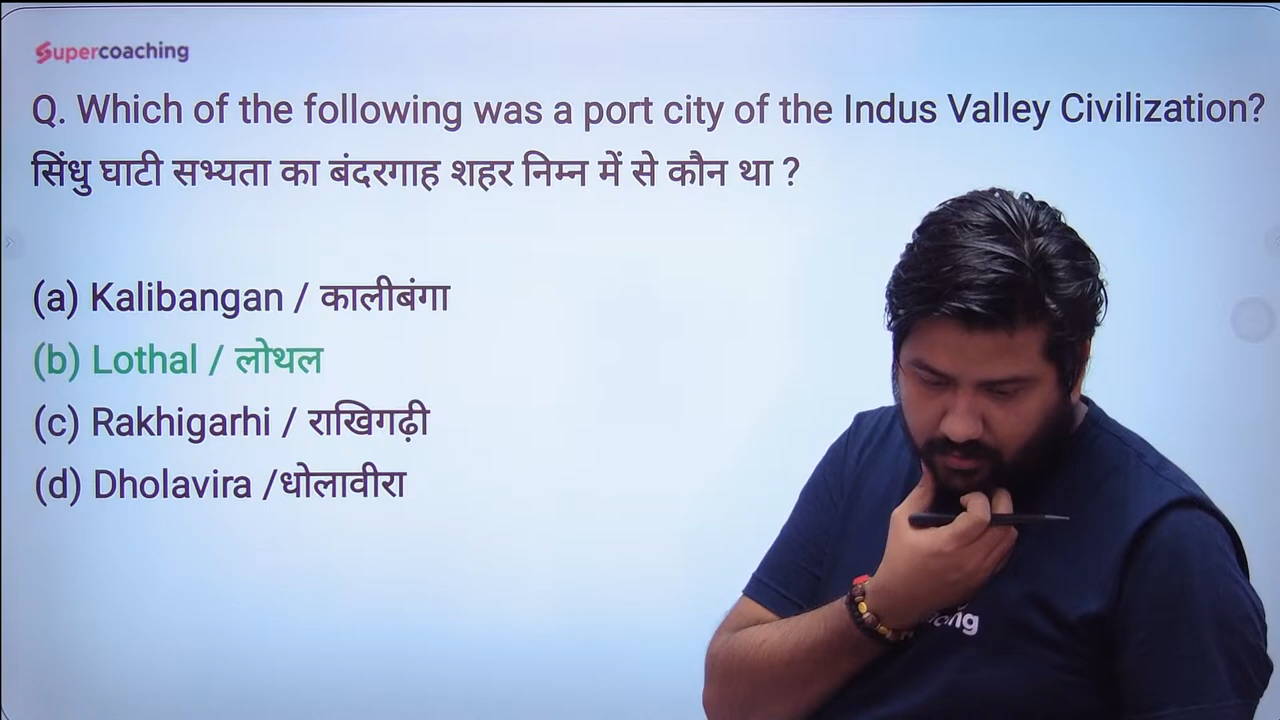 Supercoaching
Q. Which of the following was a port city of the Indus Valley Civilization?
सिंधु घाटी सभ्यता का बंदरगाह शहर निम्न में से कौन था ?
(a) Kalibangan / कालीबंगा
(b) Lothal / लोथल
(c) Rakhigarhi / राखिगढ़ी
(d) Dholavira /धोलावीरा